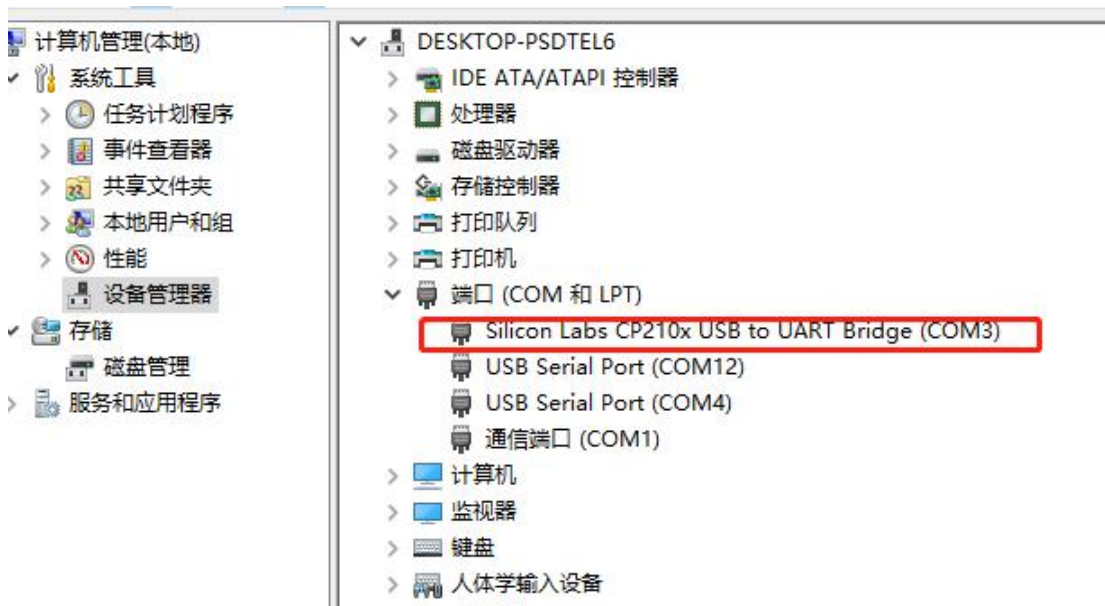 计算机管理(本地)
系统工具
任务计划程序
事件查看器
共享文件夹
本地用户和组
性能
设备管理器
存储
磁盘管理
服务和应用程序
DESKTOP-PSDTEL6
IDE ATA/ATAPI 控制器
处理器
磁盘驱动器
存储控制器
打印队列
打印机
端口 (COM 和 LPT)
Silicon Labs CP210x USB to UART Bridge (COM3)
USB Serial Port (COM12)
USB Serial Port (COM4)
通信端口 (COM1)
计算机
监视器
键盘
人体学输入设备